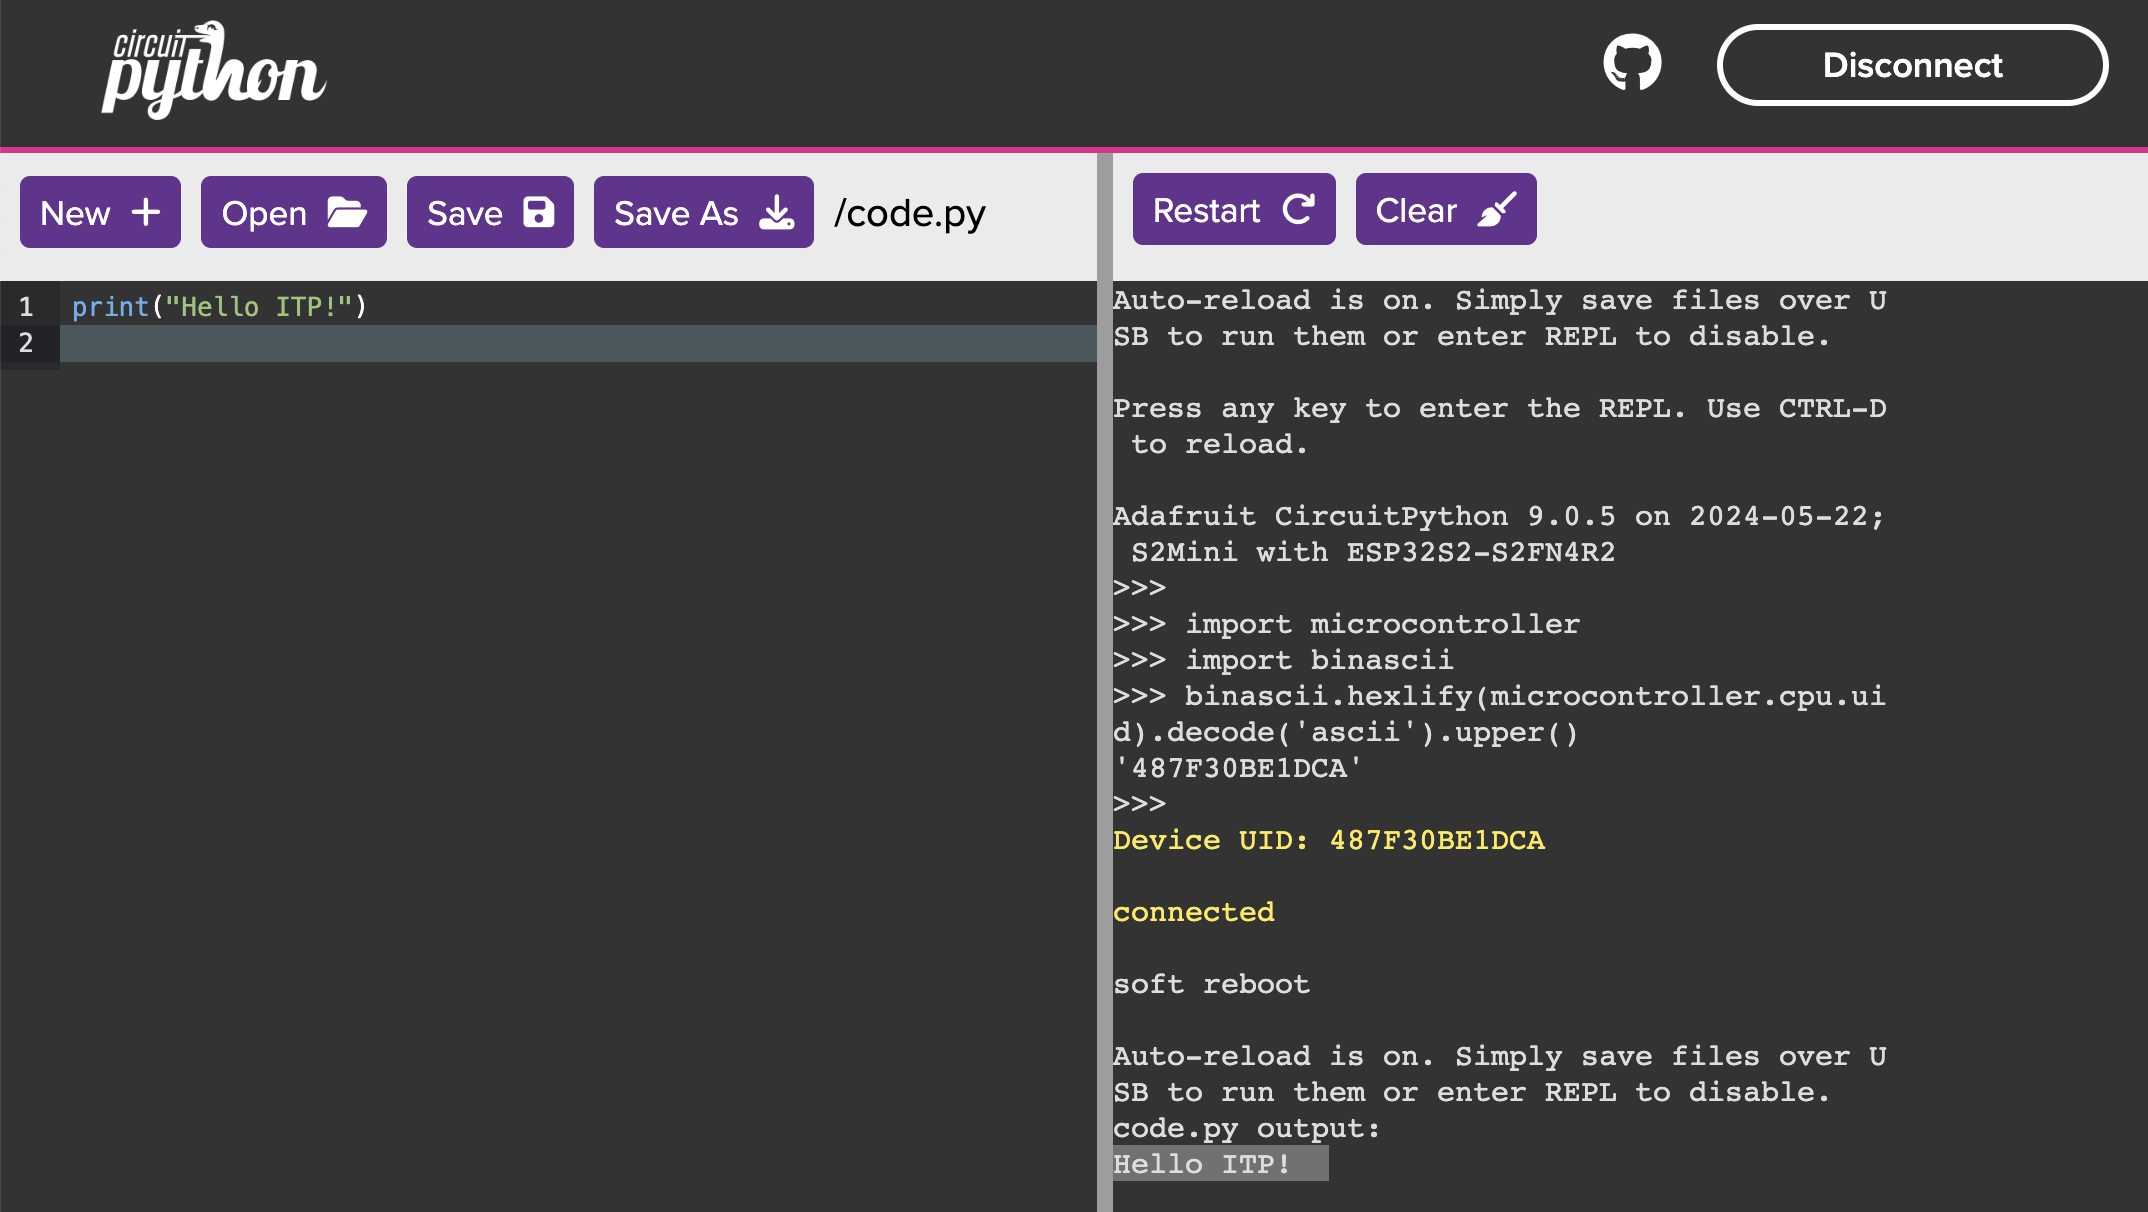 circuit
python
Disconnect
New
Open
Save
Save As
/code.py
Restart
Clear
1 print("Hello ITP!")
2
Auto-reload is on. Simply save files over U
SB to run them or enter REPL to disable.
Press any key to enter the REPL. Use CTRL-D
 to reload.
Adafruit CircuitPython 9.0.5 on 2024-05-22;
 S2Mini with ESP32S2-S2FN4R2
>>>
>>> import microcontroller
>>> import binascii
>>> binascii.hexlify(microcontroller.cpu.ui
d).decode('ascii').upper()
'487F30BE1DCA'
>>>
Device UID: 487F30BE1DCA
connected
soft reboot
Auto-reload is on. Simply save files over U
SB to run them or enter REPL to disable.
code.py output:
Hello ITP!